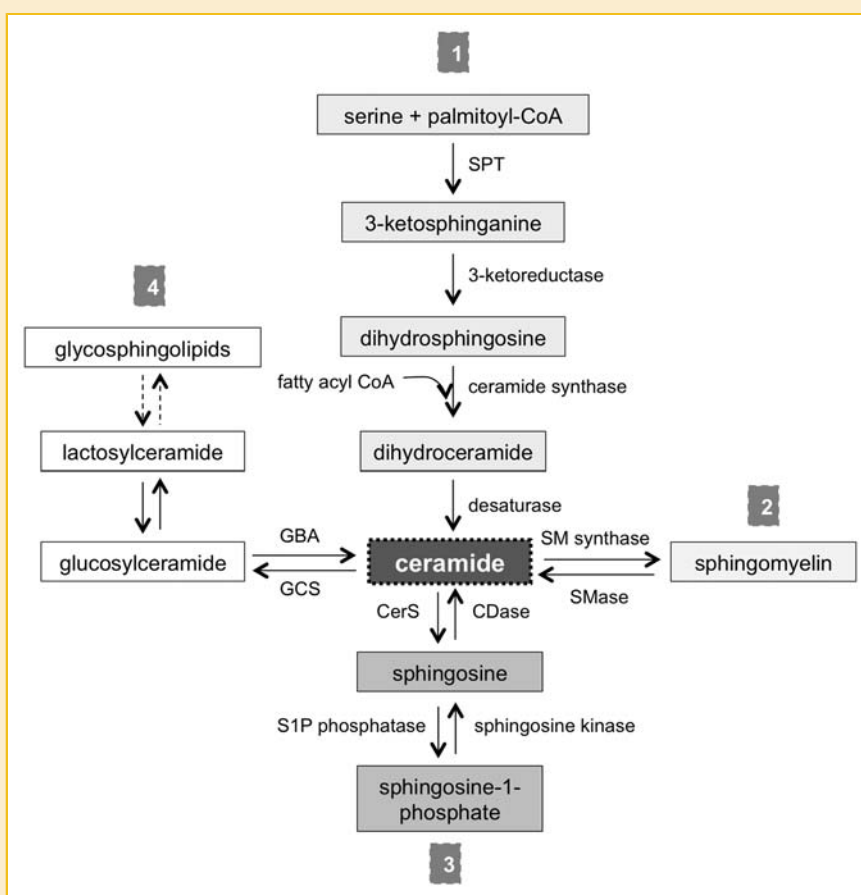 1
serine + palmitoyl-CoA
SPT
3-ketosphinganine
3-ketoreductase
4
glycosphingolipids
dihydrosphingosine
fatty acyl CoA
ceramide synthase
lactosylceramide
dihydroceramide
desaturase
2
GBA
SM synthase
glucosylceramide
ceramide
sphingomyelin
GCS
SMase
CerS
CDase
sphingosine
S1P phosphatase
sphingosine kinase
sphingosine-1-
phosphate
3